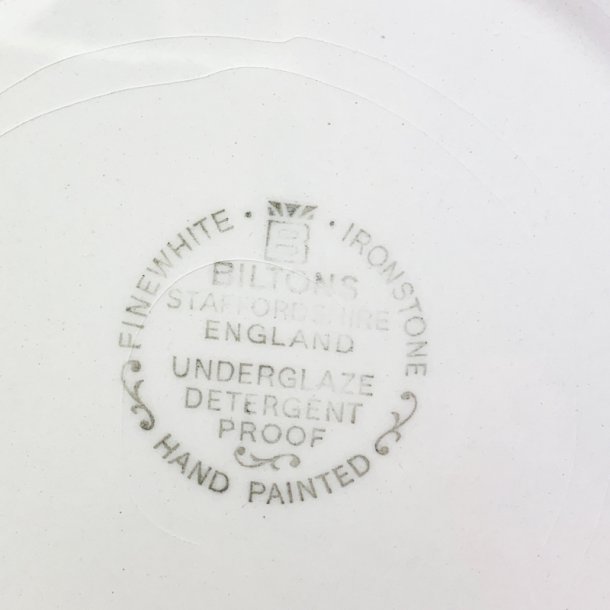 FINEWHITE • • IRONSTONE
B
BILTONS
STAFFORDSHIRE
ENGLAND
UNDERGLAZE
DETERGENT
PROOF
HAND PAINTED